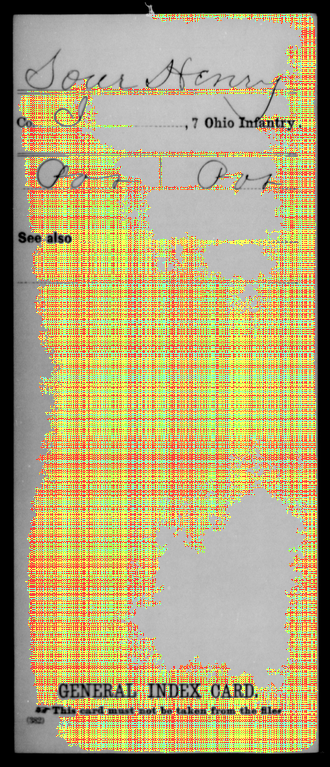 Sour Henry
Co. I, 7 Ohio Infantry.
Pvt Pvt
See also
GENERAL INDEX CARD.
This card must not be taken from the files
(382)